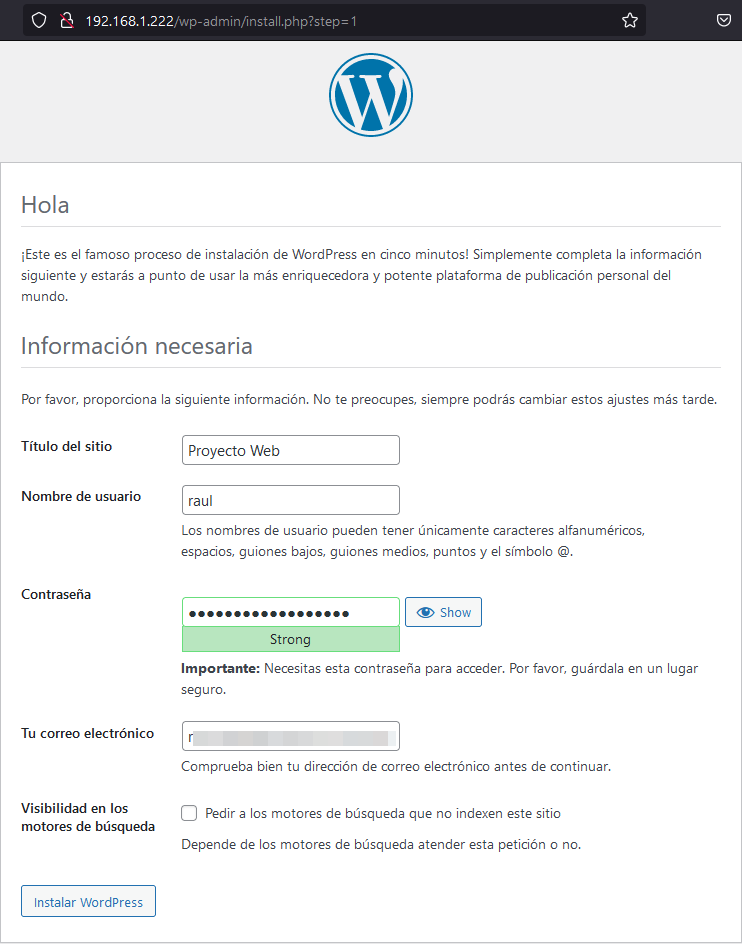 192.168.1.222/wp-admin/install.php?step=1
Hola
¡Este es el famoso proceso de instalación de WordPress en cinco minutos! Simplemente completa la información
siguiente y estarás a punto de usar la más enriquecedora y potente plataforma de publicación personal del
mundo.
Información necesaria
Por favor, proporciona la siguiente información. No te preocupes, siempre podrás cambiar estos ajustes más tarde.
Título del sitio
Proyecto Web
Nombre de usuario
raul
Los nombres de usuario pueden tener únicamente caracteres alfanuméricos,
espacios, guiones bajos, guiones medios, puntos y el símbolo @.
Contraseña
●●●●●●●●●●●●●●●●●●
Show
Strong
Importante: Necesitas esta contraseña para acceder. Por favor, guárdala en un lugar
seguro.
Tu correo electrónico
r
Comprueba bien tu dirección de correo electrónico antes de continuar.
Visibilidad en los
motores de búsqueda
Pedir a los motores de búsqueda que no indexen este sitio
Depende de los motores de búsqueda atender esta petición o no.
Instalar WordPress